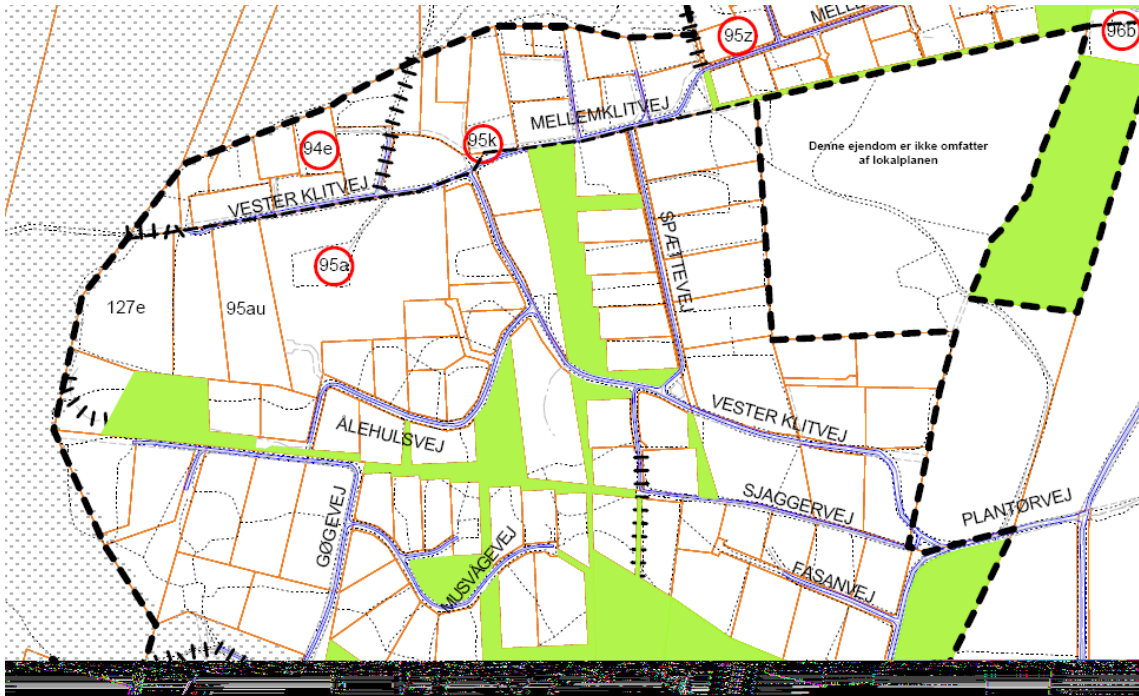 MELLE
95z
96b
MELLEMKLITVEJ
95k
94e
Denne ejendom er ikke omfatter
af lokalplanen
VESTER KLITVEJ
SPÆTTEVEJ
95a
127e
95au
VESTER KLITVEJ
ÅLEHULSVEJ
SJAGGERVEJ
PLANTØRVEJ
GØGEVEJ
MUSVÅGEVEJ
FASANVEJ